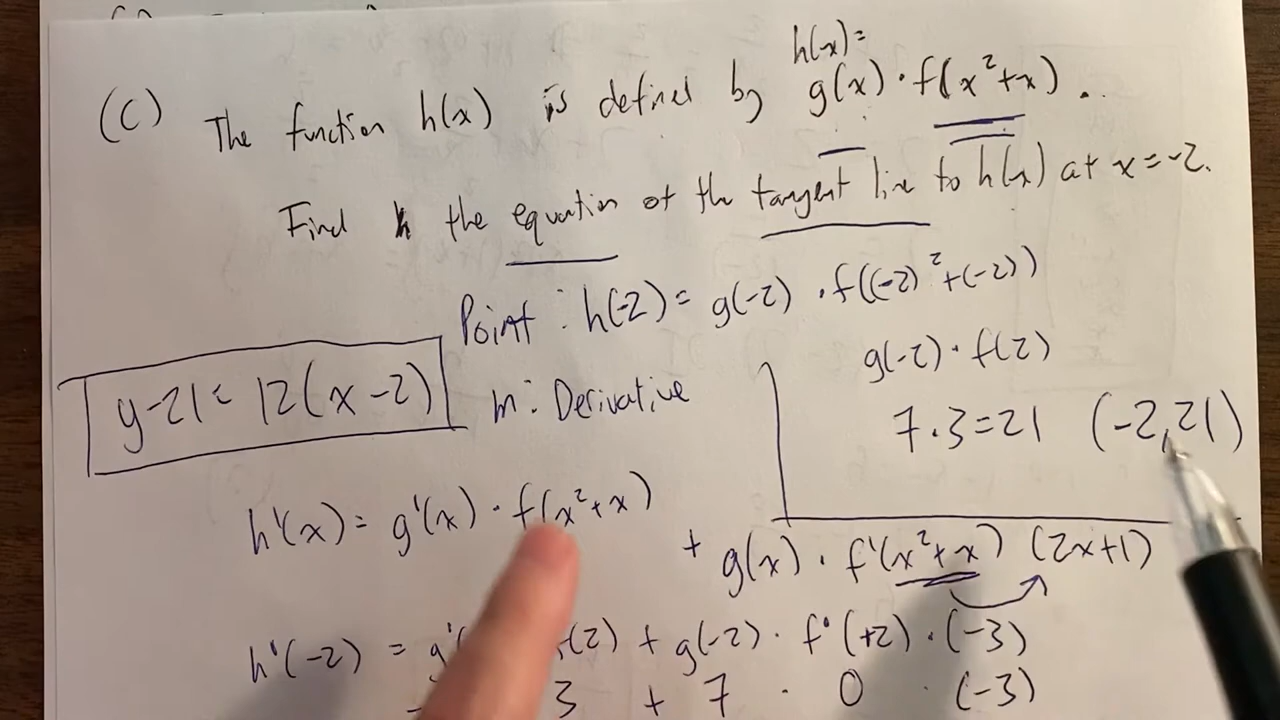 h(x)=
(C) The function h(x) is defined by g(x)·f(x²+x).
Find the equation of the tangent line to h(x) at x=-2.
Point: h(-2)= g(-2)·f((-2)²+(-2))
g(-2)·f(2)
y-21= 12(x-2)
m: Derivative
7·3=21 (-2,21)
h'(x)= g'(x)·f(x²+x)
+ g(x)·f'(x²+x) (2x+1)
h'(-2) = g'( (2) + g(-2)· f'(+2)·(-3)
3 + 7 · 0 · (-3)